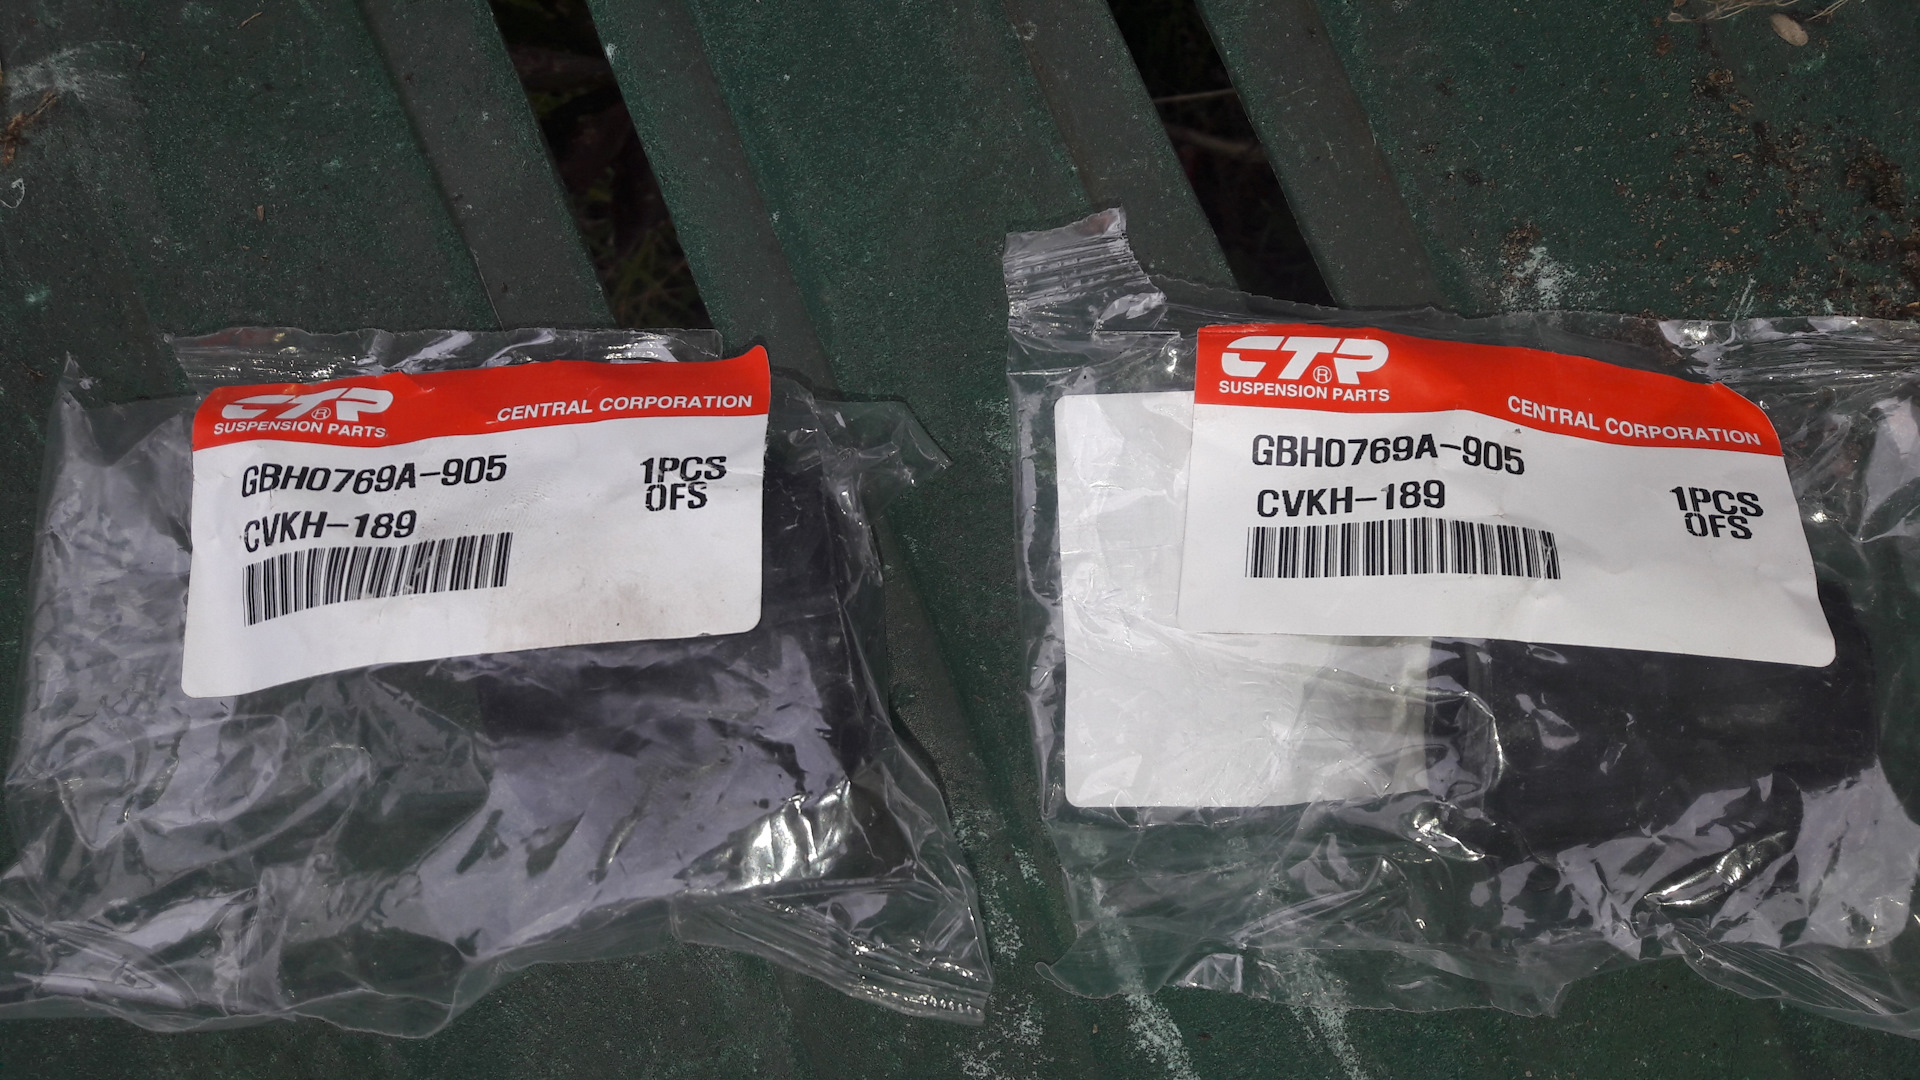 CTP®
SUSPENSION PARTS
CENTRAL CORPORATION
GBH0769A-905
1PCS
OFS
CVKH-189
CTP®
SUSPENSION PARTS
CENTRAL CORPORATION
GBH0769A-905
CVKH-189
1PCS
OFS